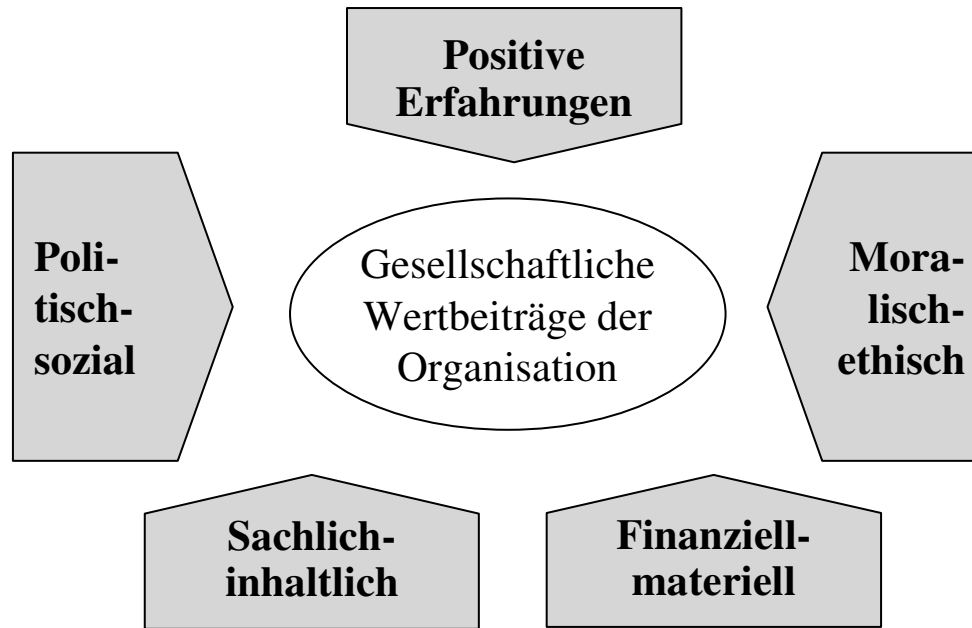 Positive
Erfahrungen
Poli-
tisch-
sozial
Gesellschaftliche
Wertbeiträge der
Organisation
Mora-
lisch-
ethisch
Sachlich-
inhaltlich
Finanziell-
materiell